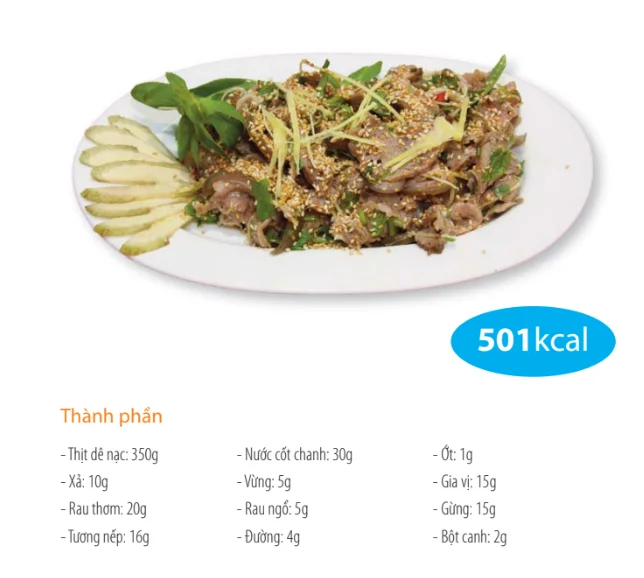 501kcal
Thành phần
- Thịt dê nạc: 350g
- Xả: 10g
- Rau thơm: 20g
- Tương nếp: 16g
- Nước cốt chanh: 30g
- Vừng: 5g
- Rau ngổ: 5g
- Đường: 4g
- Ớt: 1g
- Gia vị: 15g
- Gừng: 15g
- Bột canh: 2g